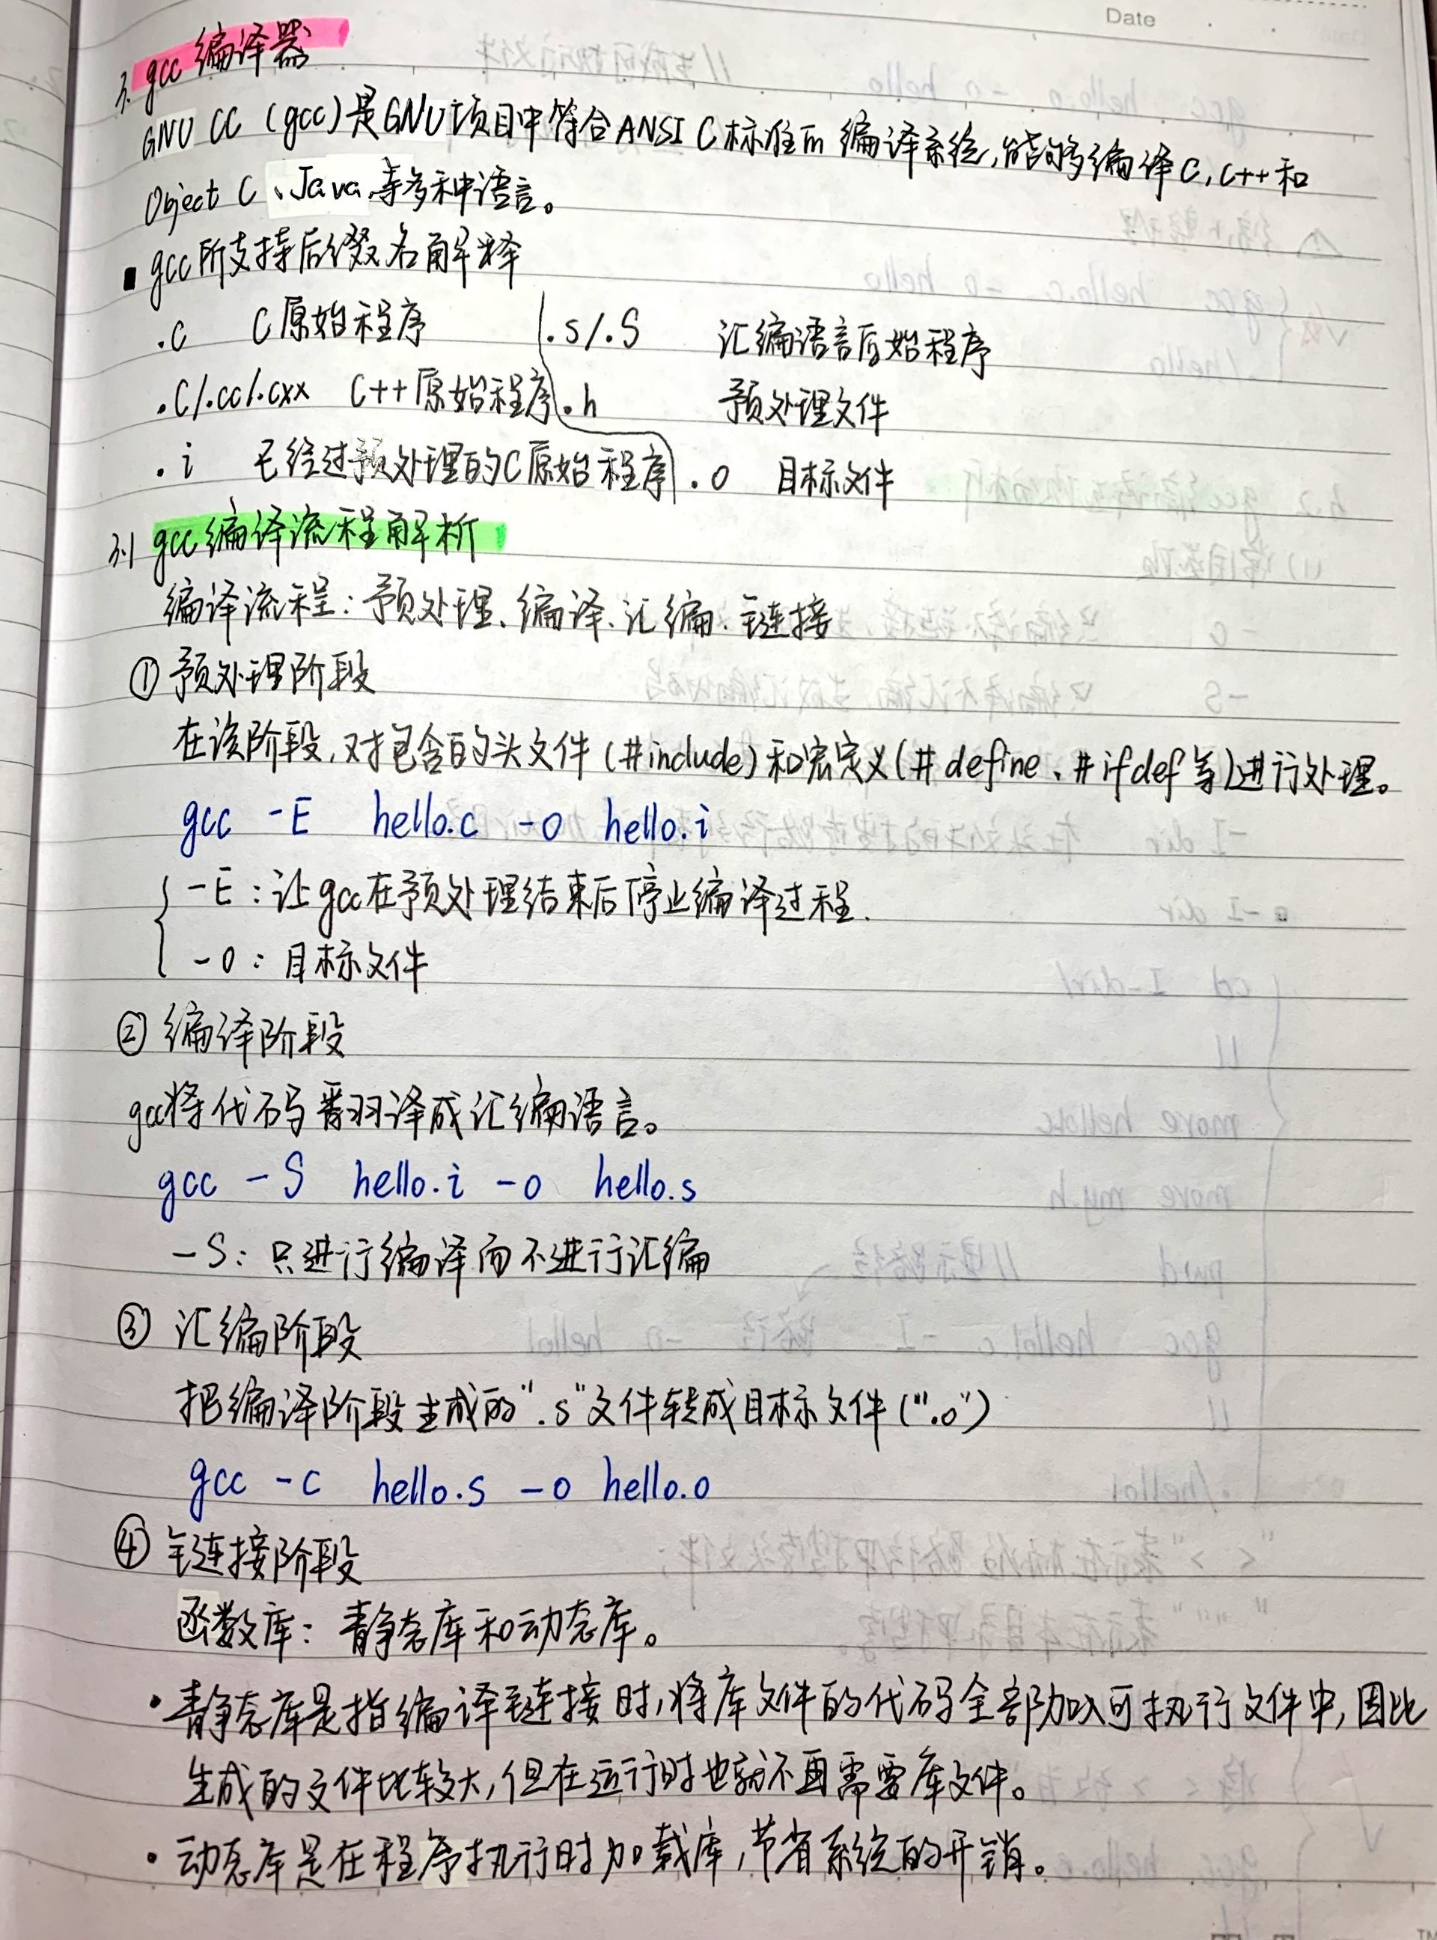 Date
3. gcc 编译器
GNU CC (gcc)是GNU项目中符合ANSI C标准的编译系统,能够编译C, C++和
Object C、Java等多种语言。
▪ gcc所支持后缀名解释
.c C原始程序 .s/.S 汇编语言原始程序
.C/.cc/.cxx C++原始程序 .h 预处理文件
.i 已经过预处理的C原始程序 .o 目标文件
3.1 gcc编译流程解析
编译流程:预处理、编译、汇编、链接
① 预处理阶段
在该阶段,对包含的头文件(#include)和宏定义(#define、#ifdef等)进行处理。
gcc -E hello.c -o hello.i
-E:让gcc在预处理结束后停止编译过程.
-o:目标文件
② 编译阶段
gcc将代码翻译成汇编语言。
gcc -S hello.i -o hello.s
-S:只进行编译而不进行汇编
③ 汇编阶段
把编译阶段生成的".s"文件转成目标文件(".o")
gcc -c hello.s -o hello.o
④ 链接阶段
函数库:静态库和动态库。
• 静态库是指编译链接时,将库文件的代码全部加入可执行文件中,因此
生成的文件比较大,但在运行时也就不再需要库文件。
• 动态库是在程序执行时加载库,节省系统的开销。